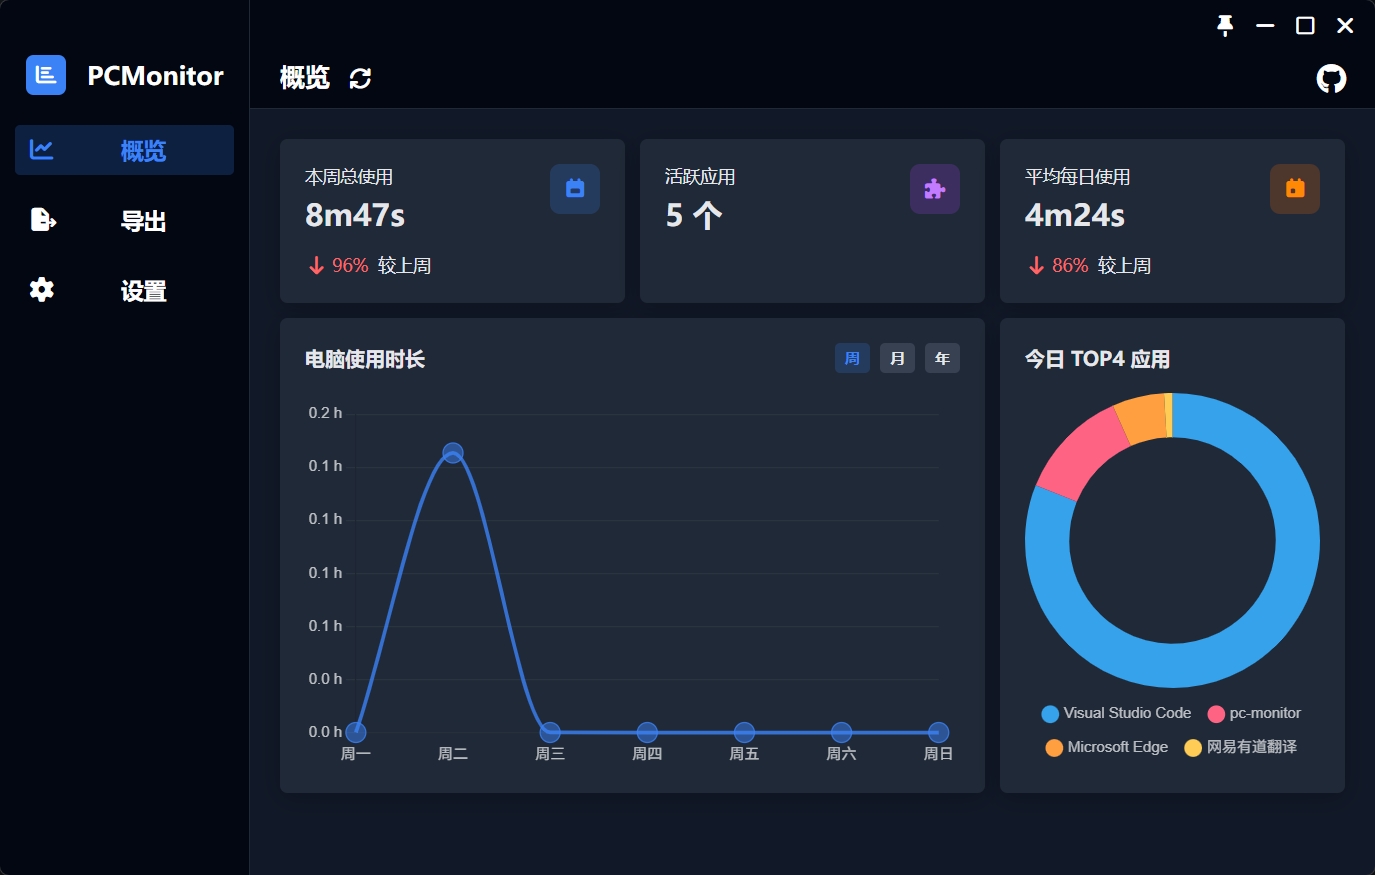 PCMonitor
概览
导出
设置
概览
本周总使用
8m47s
96% 较上周
活跃应用
5 个
平均每日使用
4m24s
86% 较上周
电脑使用时长
周 月 年
0.2 h
0.1 h
0.1 h
0.1 h
0.1 h
0.0 h
0.0 h
周一 周二 周三 周四 周五 周六 周日
今日 TOP4 应用
Visual Studio Code pc-monitor
Microsoft Edge 网易有道翻译